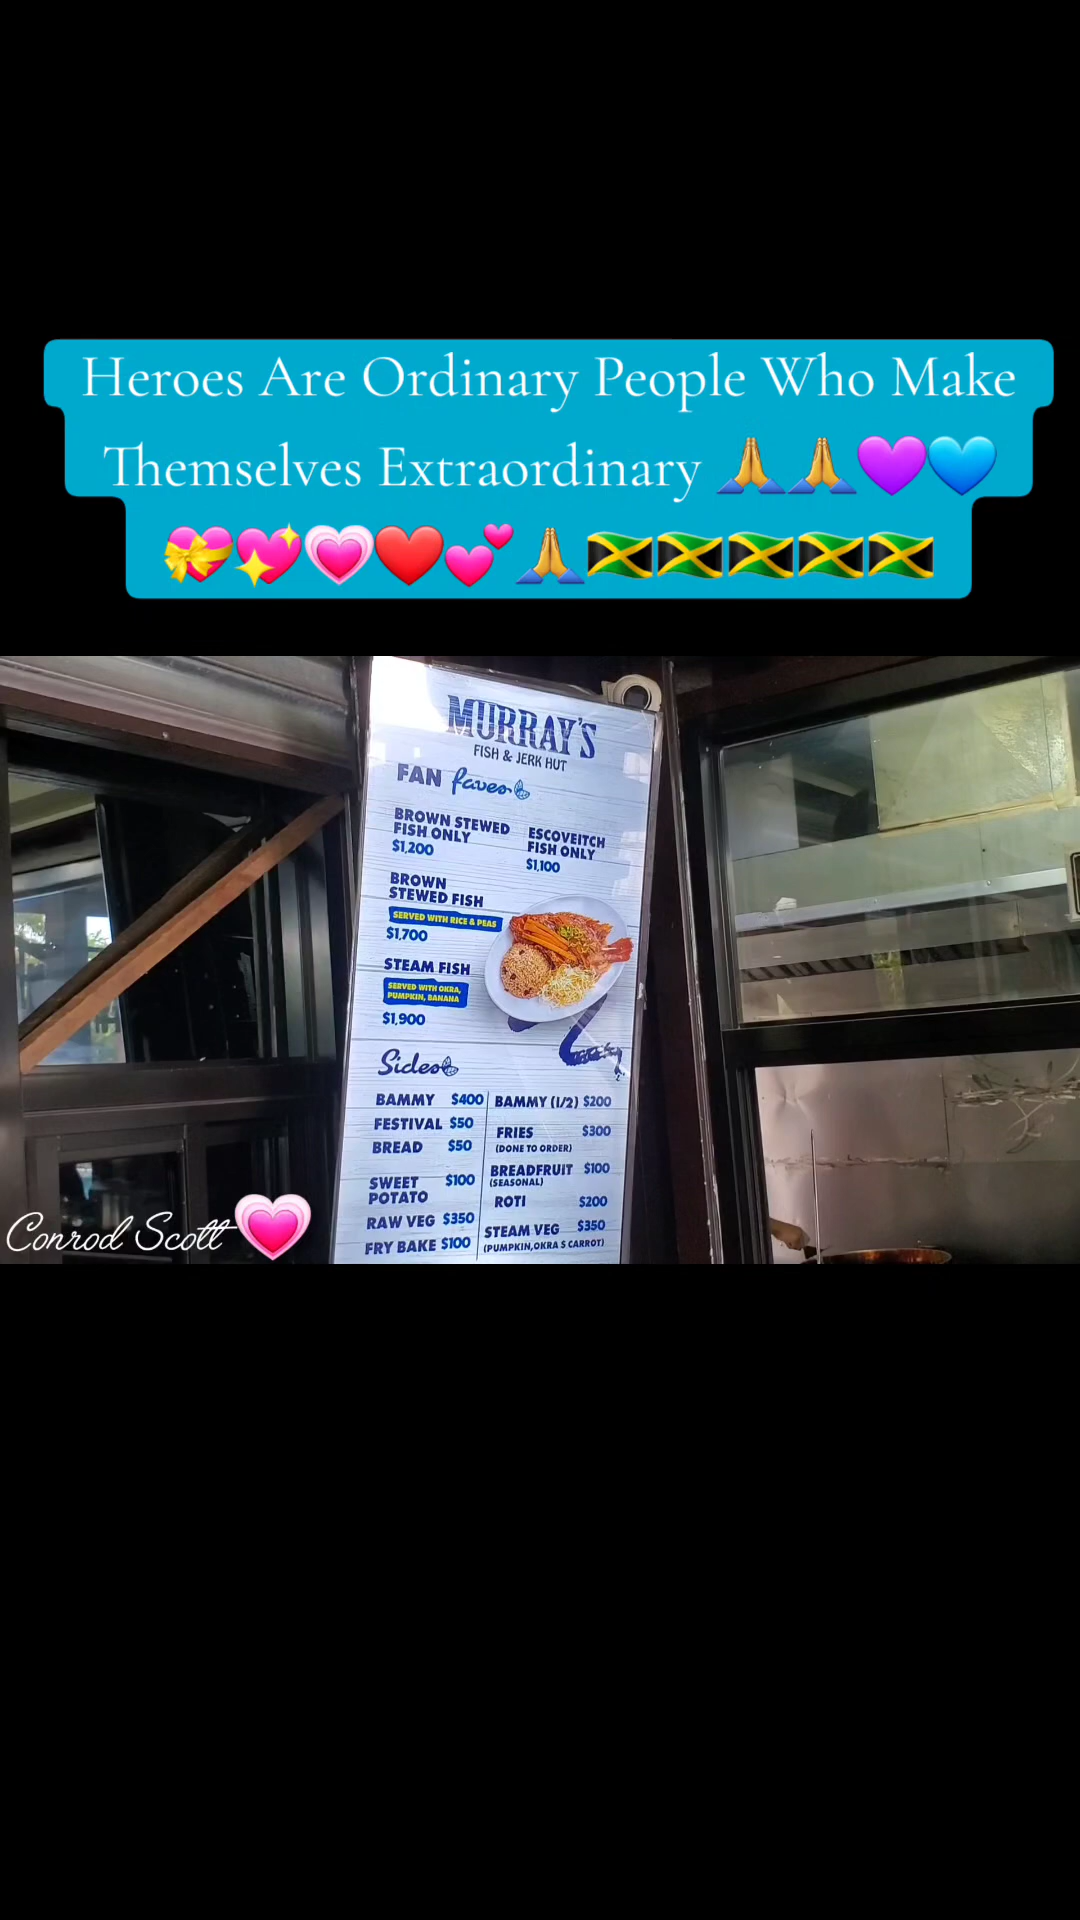 Heroes Are Ordinary People Who Make
Themselves Extraordinary 🙏🙏💜💙
💝💖💗❤️💕🙏🇯🇲🇯🇲🇯🇲🇯🇲🇯🇲
MURRAY'S
FISH & JERK HUT
FAN faves
BROWN STEWED
FISH ONLY
$1,200
ESCOVEITCH
FISH ONLY
$1,100
BROWN
STEWED FISH
SERVED WITH RICE & PEAS
$1,700
STEAM FISH
SERVED WITH OKRA,
PUMPKIN, BANANA
$1,900
Sides
BAMMY $400
FESTIVAL $50
BREAD $50
SWEET
POTATO $100
RAW VEG $350
FRY BAKE $100
BAMMY (1/2) $200
FRIES $300
(DONE TO ORDER)
BREADFRUIT $100
(SEASONAL)
ROTI $200
STEAM VEG $350
(PUMPKIN,OKRA S CARROT)
Conrod Scott 💗